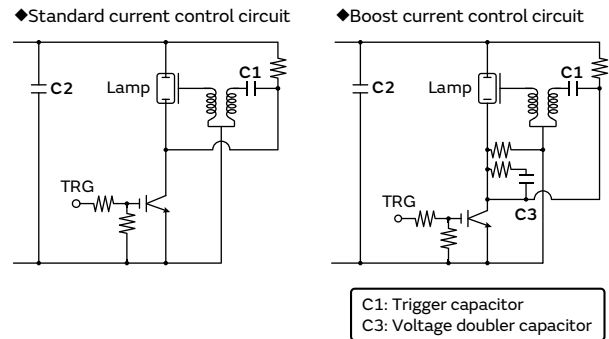 ◆Standard current control circuit
C1
C2
Lamp
TRG
◆Boost current control circuit
C1
C2
Lamp
TRG
C3
C1: Trigger capacitor
C3: Voltage doubler capacitor